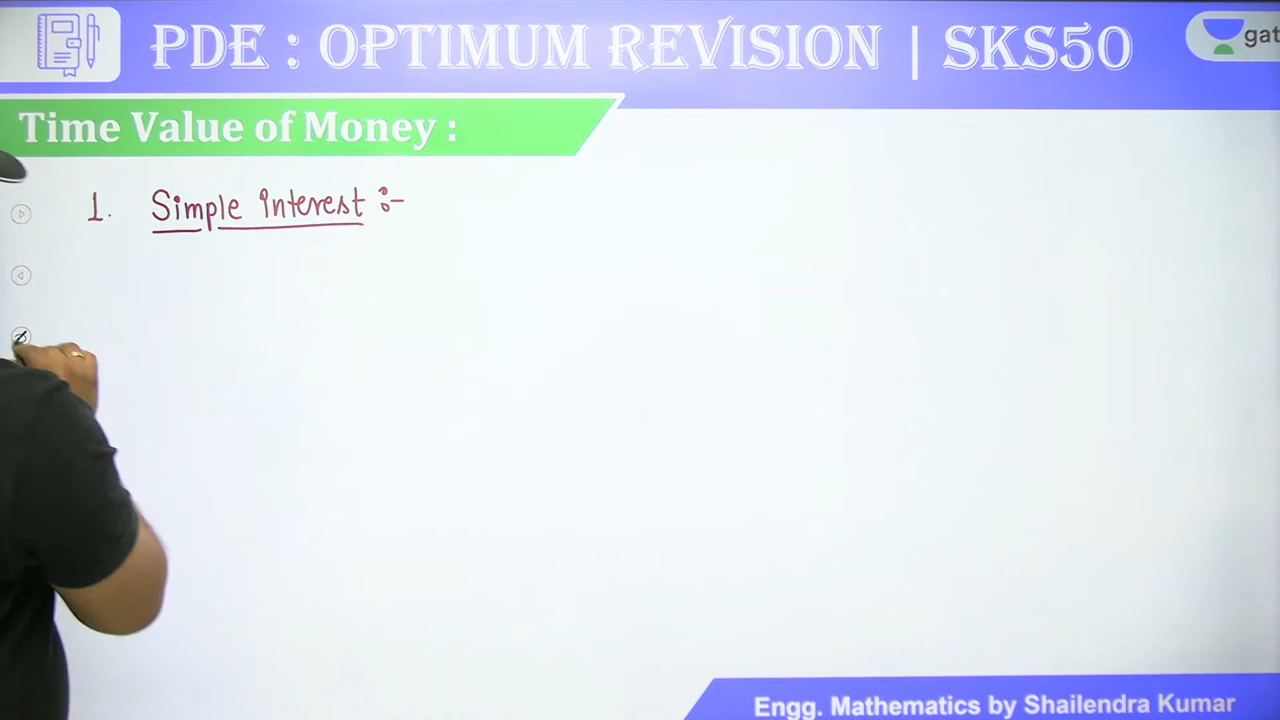 PDE : OPTIMUM REVISION | SKS50
gat
Time Value of Money :
1. Simple interest :-
Engg. Mathematics by Shailendra Kumar